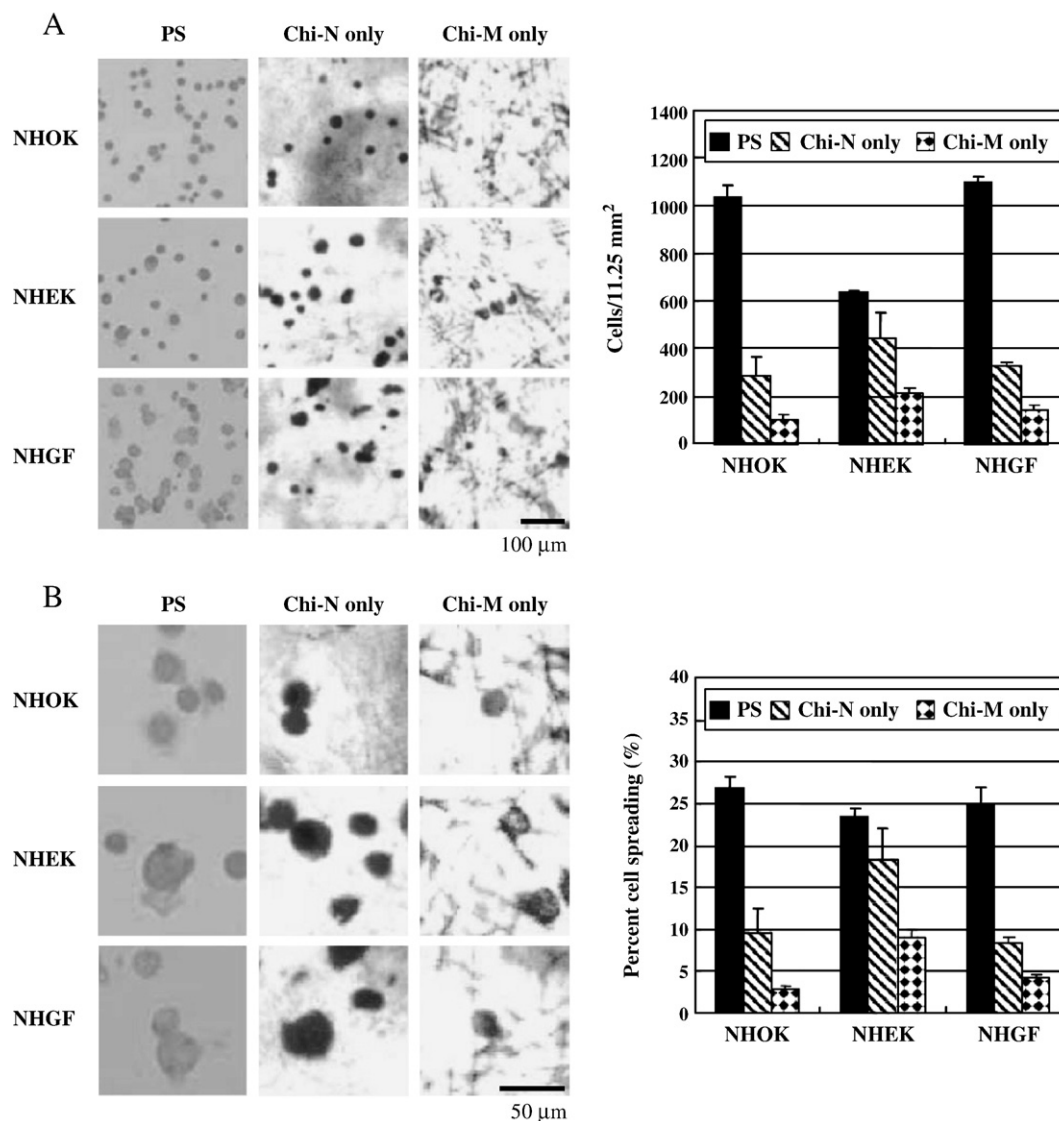 A
PS Chi-N only Chi-M only
NHOK
NHEK
NHGF
100 µm
1400
1200
1000
800
600
400
200
0
Cells/11.25 mm²
PS Chi-N only Chi-M only
NHOK NHEK NHGF
B
PS Chi-N only Chi-M only
NHOK
NHEK
NHGF
50 µm
40
35
30
25
20
15
10
5
0
Percent cell spreading (%)
PS Chi-N only Chi-M only
NHOK NHEK NHGF